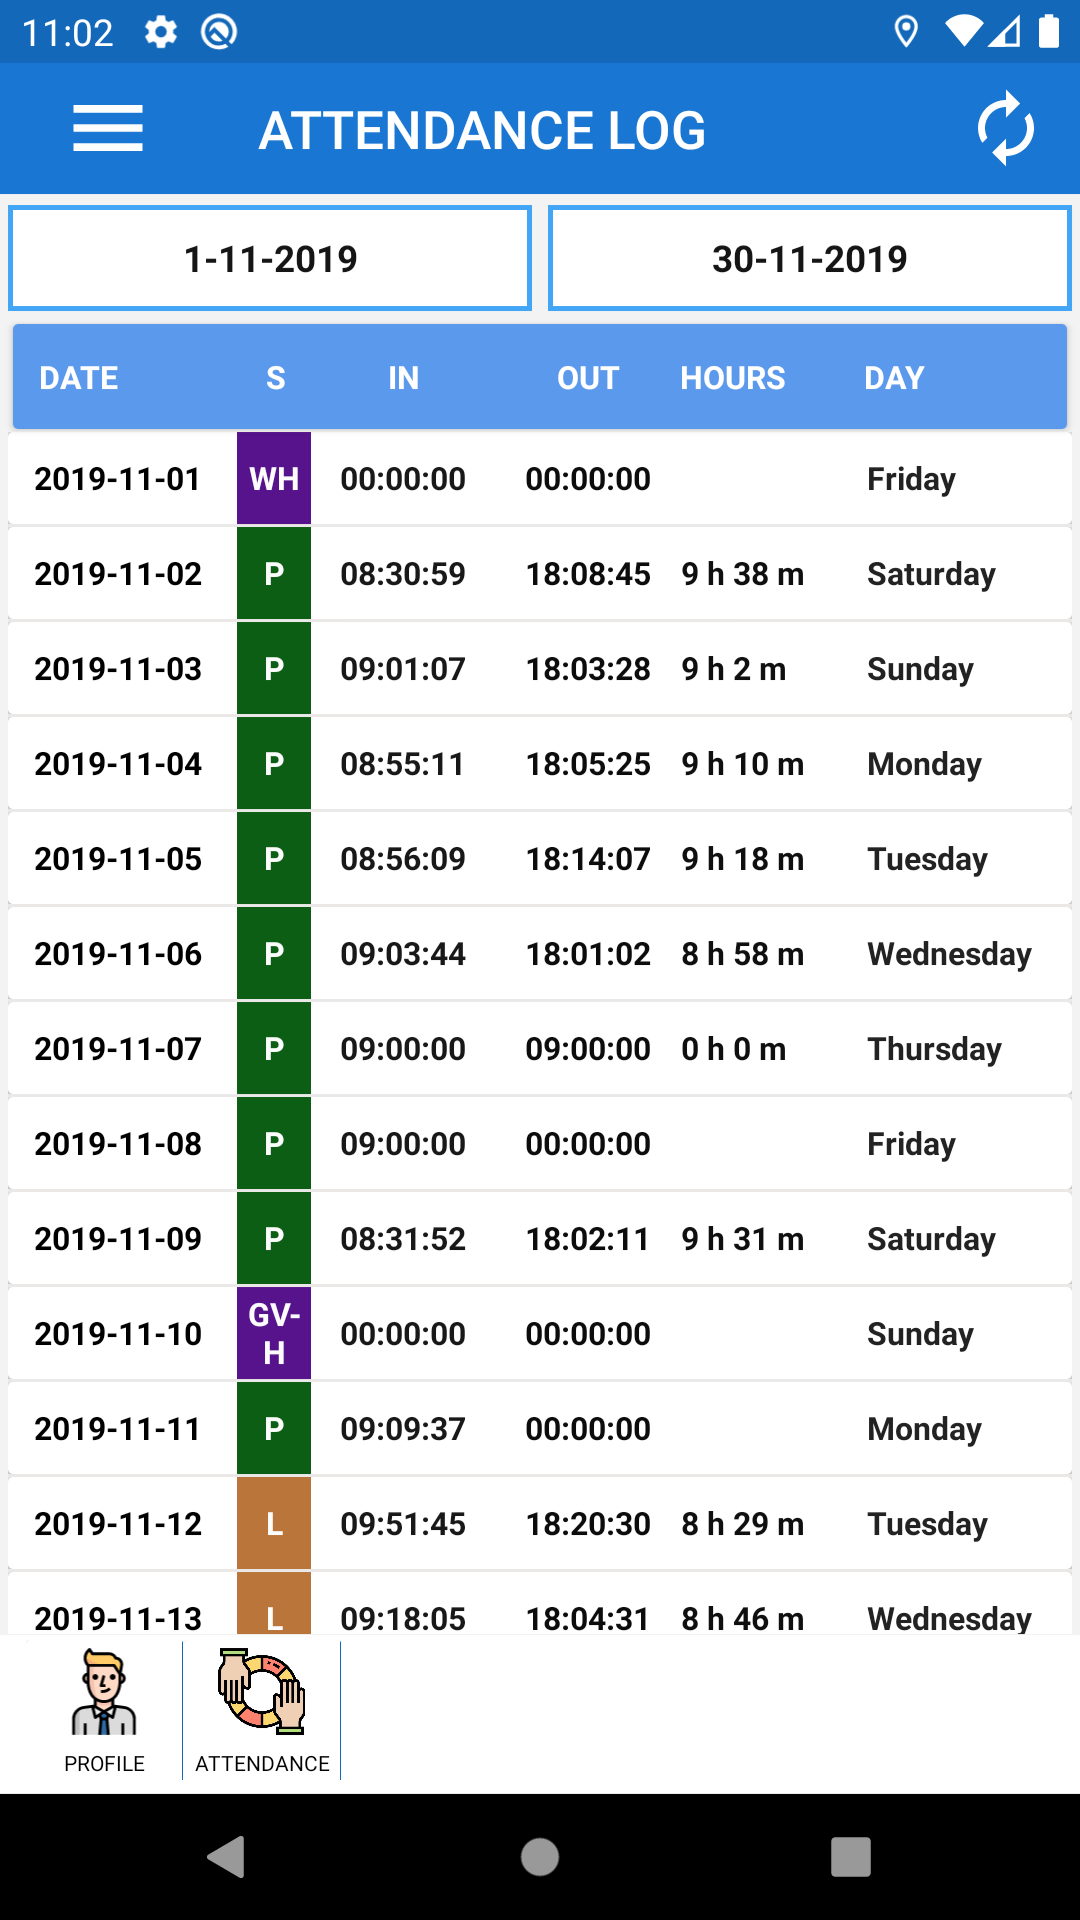 11:02
ATTENDANCE LOG
1-11-2019 30-11-2019
DATE S IN OUT HOURS DAY
2019-11-01 WH 00:00:00 00:00:00 Friday
2019-11-02 P 08:30:59 18:08:45 9 h 38 m Saturday
2019-11-03 P 09:01:07 18:03:28 9 h 2 m Sunday
2019-11-04 P 08:55:11 18:05:25 9 h 10 m Monday
2019-11-05 P 08:56:09 18:14:07 9 h 18 m Tuesday
2019-11-06 P 09:03:44 18:01:02 8 h 58 m Wednesday
2019-11-07 P 09:00:00 09:00:00 0 h 0 m Thursday
2019-11-08 P 09:00:00 00:00:00 Friday
2019-11-09 P 08:31:52 18:02:11 9 h 31 m Saturday
2019-11-10 GV-H 00:00:00 00:00:00 Sunday
2019-11-11 P 09:09:37 00:00:00 Monday
2019-11-12 L 09:51:45 18:20:30 8 h 29 m Tuesday
2019-11-13 L 09:18:05 18:04:31 8 h 46 m Wednesday
PROFILE ATTENDANCE